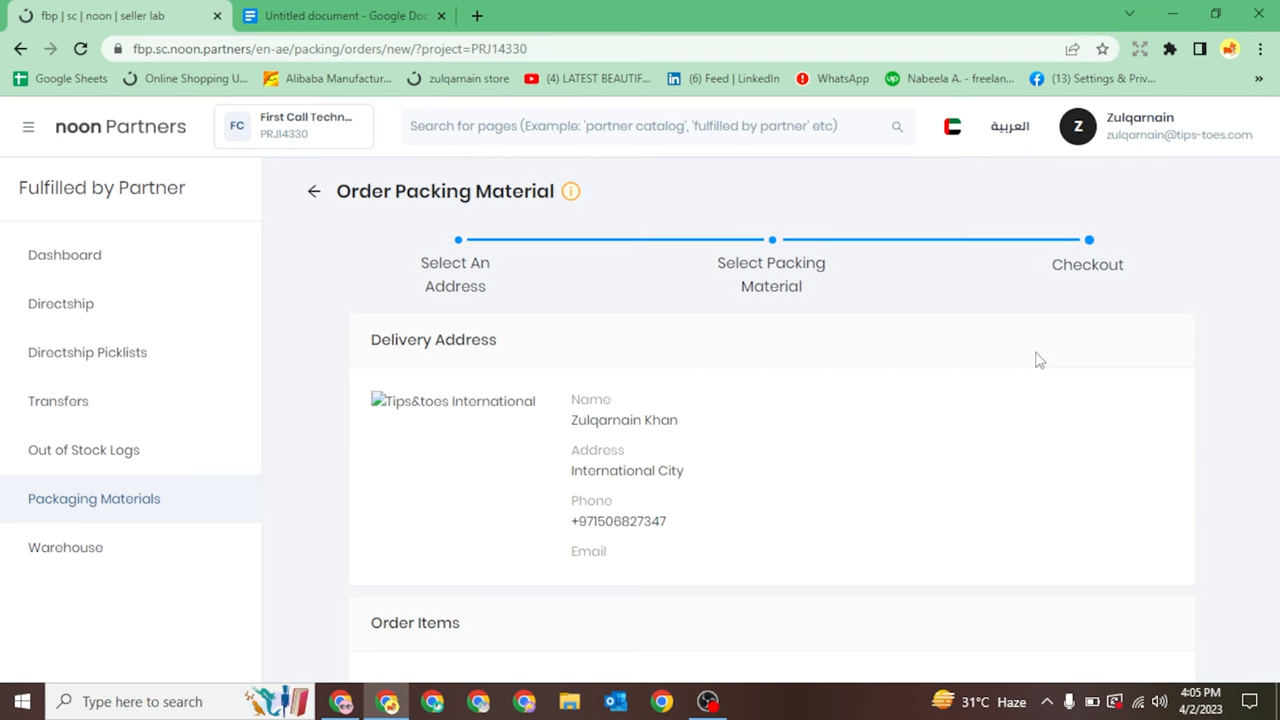 fbp | sc | noon | seller lab
Untitled document - Google Doc
fbp.sc.noon.partners/en-ae/packing/orders/new/?project=PRJ14330
Google Sheets
Online Shopping U...
Alibaba Manufactur...
zulqarnain store
(4) LATEST BEAUTIF...
(6) Feed | LinkedIn
WhatsApp
Nabeela A. - freelan...
(13) Settings & Priv...
noon Partners
FC
First Call Techn...
PRJ14330
Search for pages (Example: 'partner catalog', 'fulfilled by partner' etc)
العربية
Z
Zulqarnain
zulqarnain@tips-toes.com
Fulfilled by Partner
Dashboard
Directship
Directship Picklists
Transfers
Out of Stock Logs
Packaging Materials
Warehouse
Order Packing Material
Select An
Address
Select Packing
Material
Checkout
Delivery Address
Tips&toes International
Name
Zulqarnain Khan
Address
International City
Phone
+971506827347
Email
Order Items
Type here to search
31°C Haze
4:05 PM
4/2/2023